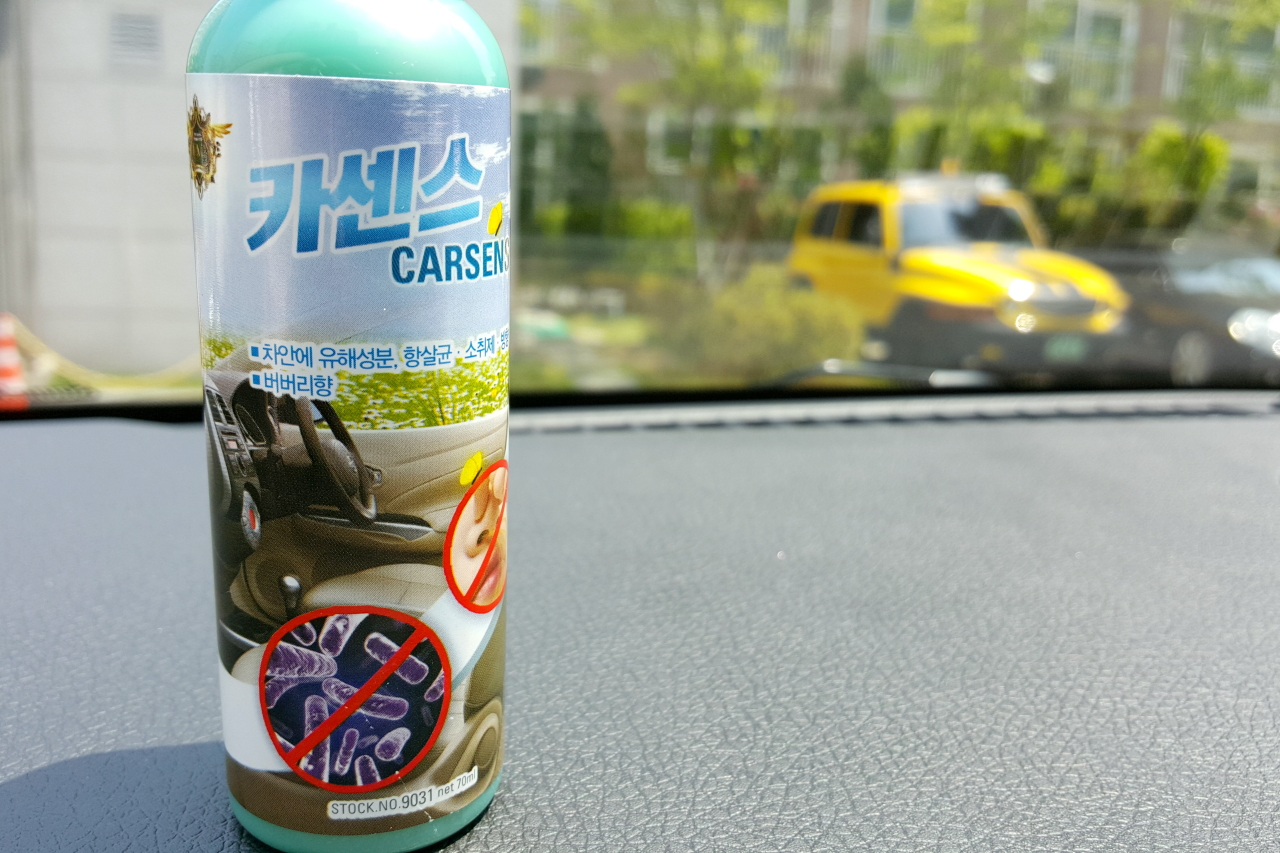 카센스
CARSENS
차안에 유해성분, 항살균 · 소취제 ·
버버리향
STOCK.NO.9031 net 70ml